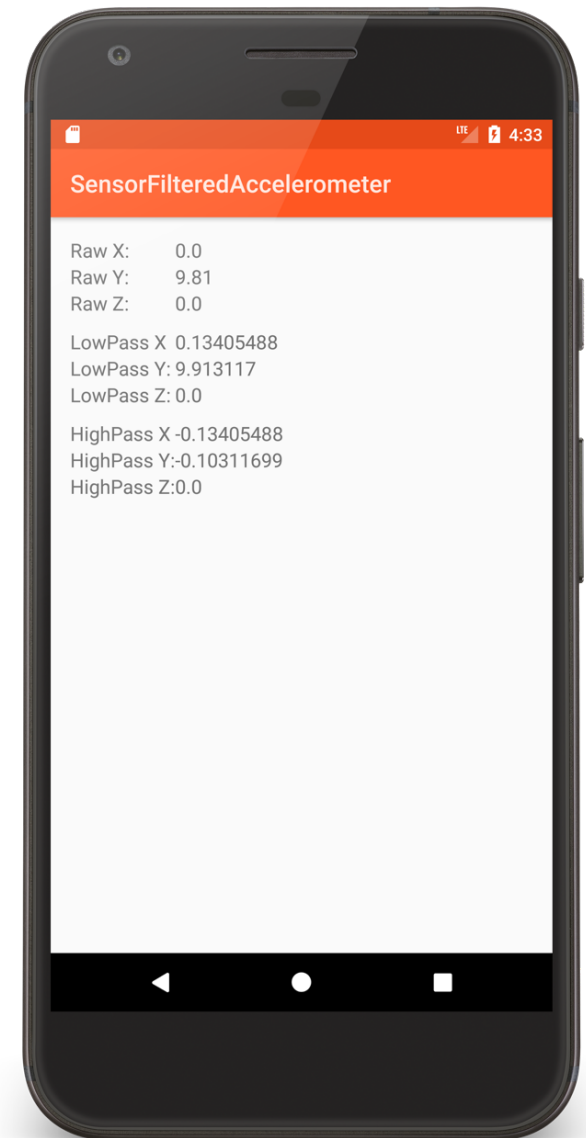 LTE 4:33
SensorFilteredAccelerometer
Raw X: 0.0
Raw Y: 9.81
Raw Z: 0.0
LowPass X 0.13405488
LowPass Y: 9.913117
LowPass Z: 0.0
HighPass X -0.13405488
HighPass Y:-0.10311699
HighPass Z:0.0